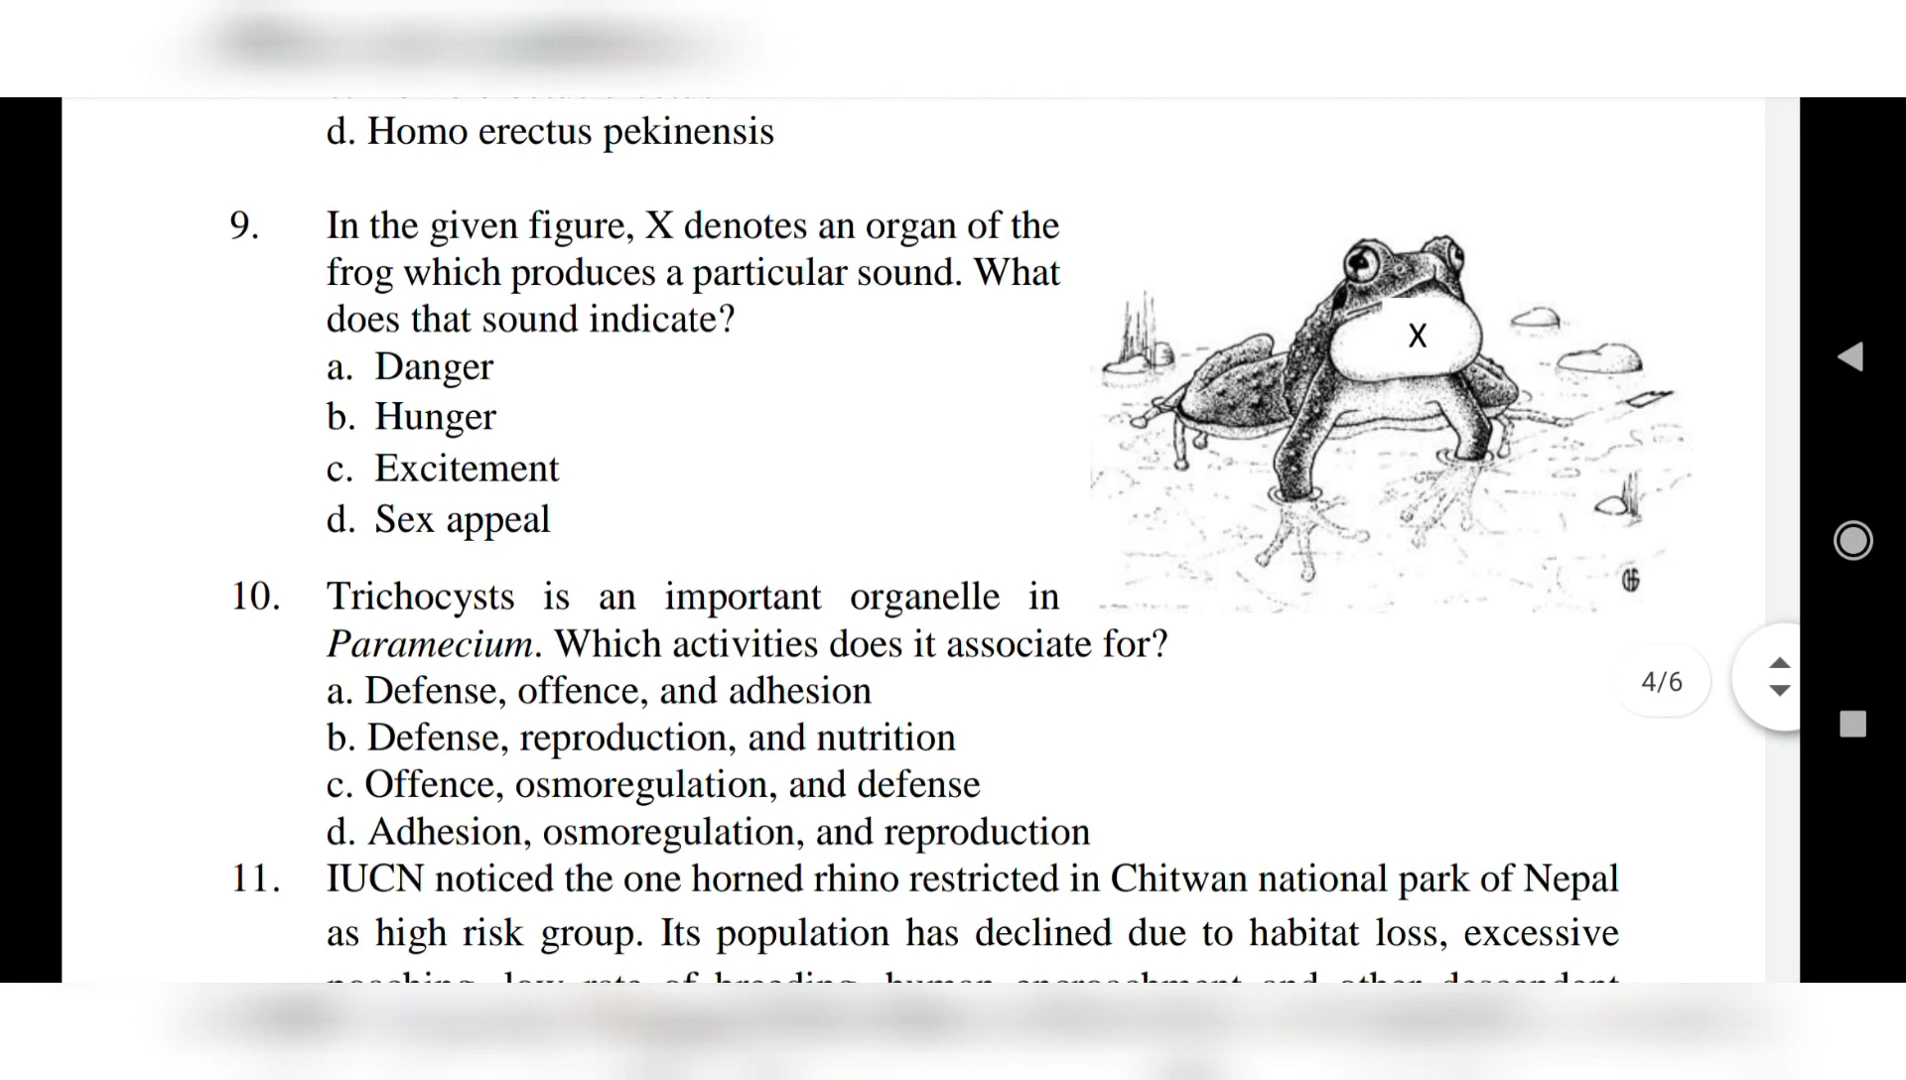 d. Homo erectus pekinensis
9. In the given figure, X denotes an organ of the
frog which produces a particular sound. What
does that sound indicate?
a. Danger
b. Hunger
c. Excitement
d. Sex appeal
X
10. Trichocysts is an important organelle in
Paramecium. Which activities does it associate for?
a. Defense, offence, and adhesion
b. Defense, reproduction, and nutrition
c. Offence, osmoregulation, and defense
d. Adhesion, osmoregulation, and reproduction
4/6
11. IUCN noticed the one horned rhino restricted in Chitwan national park of Nepal
as high risk group. Its population has declined due to habitat loss, excessive